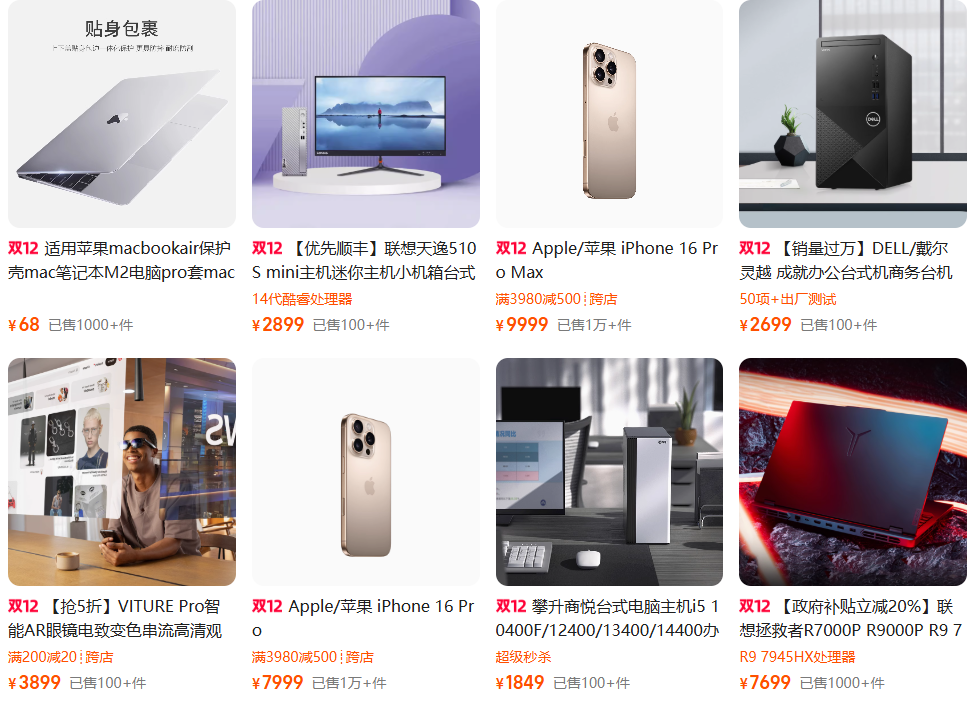 贴身包裹
双12 适用苹果macbookair保护
壳mac笔记本M2电脑pro套mac
¥68 已售1000+件
双12 【优先顺丰】联想天逸510
S mini主机迷你主机小机箱台式
14代酷睿处理器
¥2899 已售100+件
双12 Apple/苹果 iPhone 16 Pr
o Max
满3980减500 跨店
¥9999 已售1万+件
DELL
双12 【销量过万】DELL/戴尔
灵越 成就办公台式机商务台机
50项+出厂测试
¥2699 已售100+件
双12 【抢5折】VITURE Pro智
能AR眼镜电致变色串流高清观
满200减20 跨店
¥3899 已售100+件
双12 Apple/苹果 iPhone 16 Pr
o
满3980减500 跨店
¥7999 已售1万+件
双12 攀升商悦台式电脑主机i5 1
0400F/12400/13400/14400办
超级秒杀
¥1849 已售100+件
双12 【政府补贴立减20%】联
想拯救者R7000P R9000P R9 7
R9 7945HX处理器
¥7699 已售1000+件